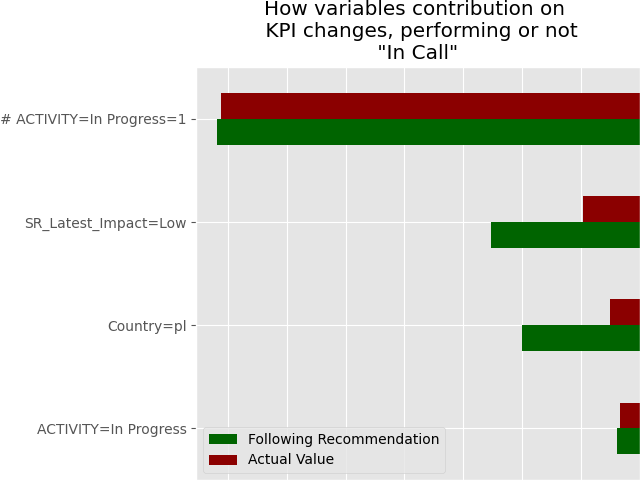 How variables contribution on
KPI changes, performing or not
"In Call"
# ACTIVITY=In Progress=1
SR_Latest_Impact=Low
Country=pl
ACTIVITY=In Progress
Following Recommendation
Actual Value